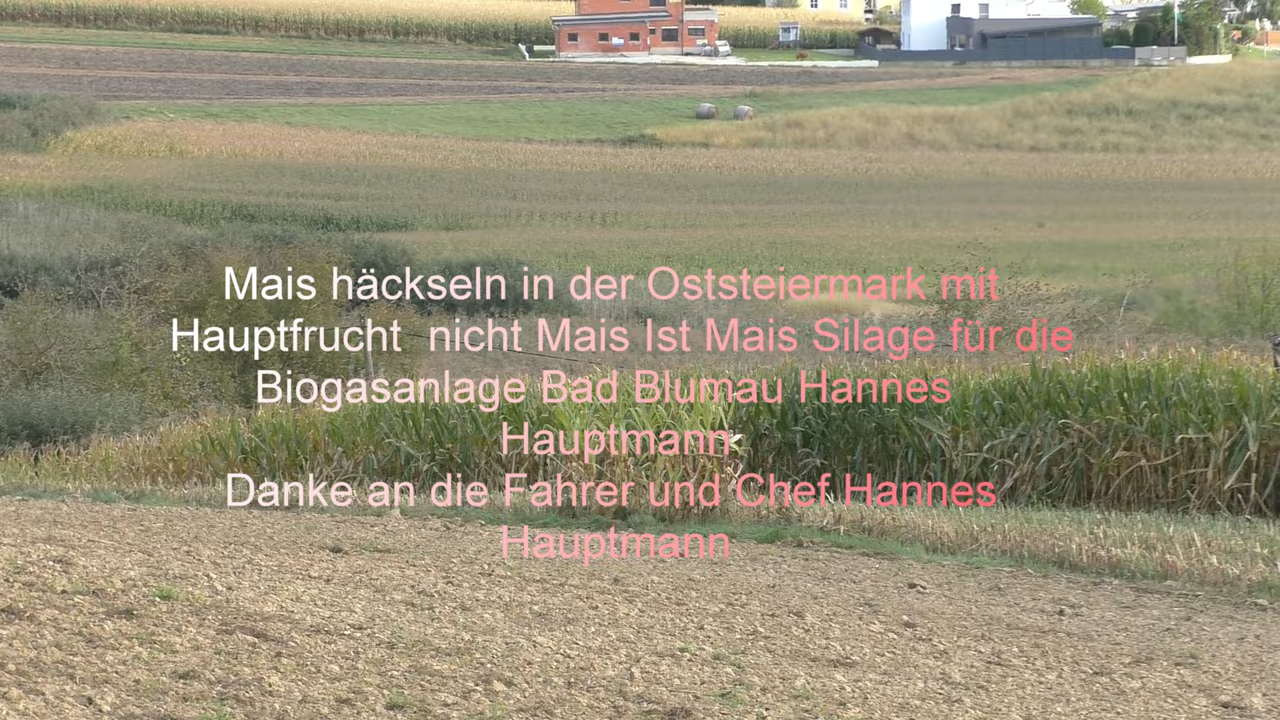 Mais häckseln in der Oststeiermark mit
Hauptfrucht  nicht Mais Ist Mais Silage für die
Biogasanlage Bad Blumau Hannes
Hauptmann
Danke an die Fahrer und Chef Hannes
Hauptmann